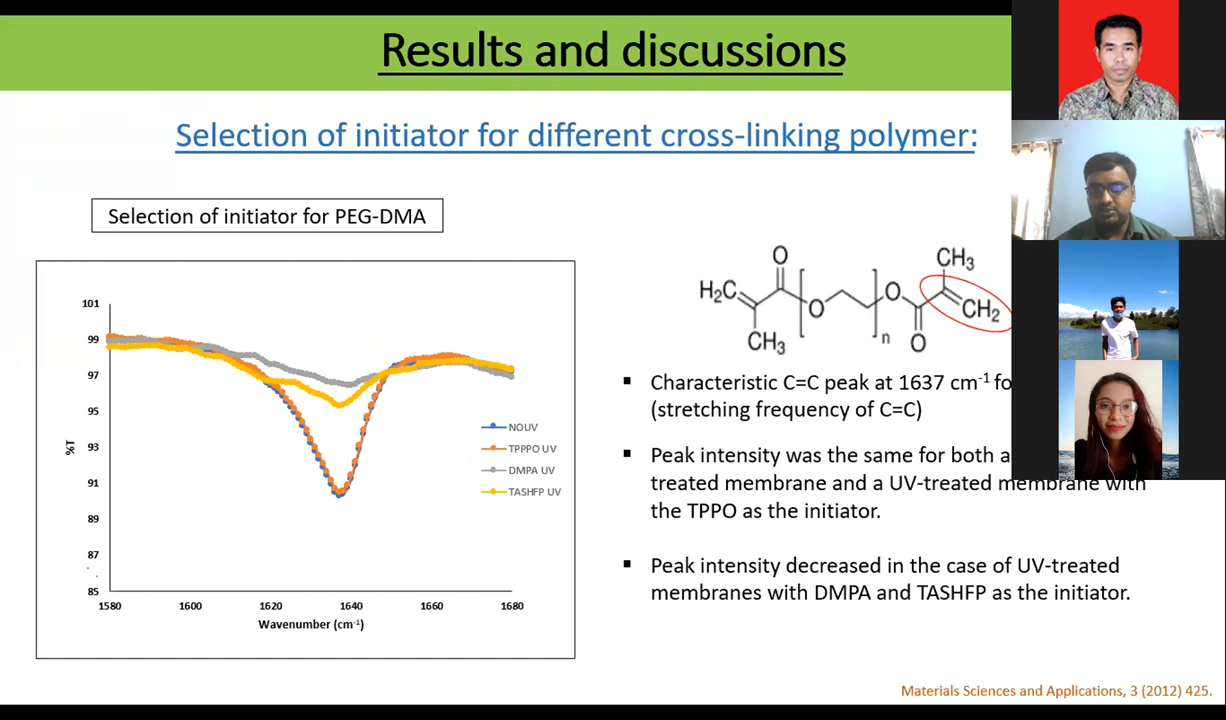 Results and discussions
Selection of initiator for different cross-linking polymer:
Selection of initiator for PEG-DMA
101
99
97
95
93
91
89
87
85
%T
1580
1600
1620
1640
1660
1680
Wavenumber (cm⁻¹)
NOUV
TPPPO UV
DMPA UV
TASHFP UV
H₂C
CH₃
O
O
n
O
O
CH₃
CH₂
▪ Characteristic C=C peak at 1637 cm⁻¹
(stretching frequency of C=C)
▪ Peak intensity was the same for both
treated membrane and a UV-treated membrane with
the TPPO as the initiator.
▪ Peak intensity decreased in the case of UV-treated
membranes with DMPA and TASHFP as the initiator.
Materials Sciences and Applications, 3 (2012) 425.